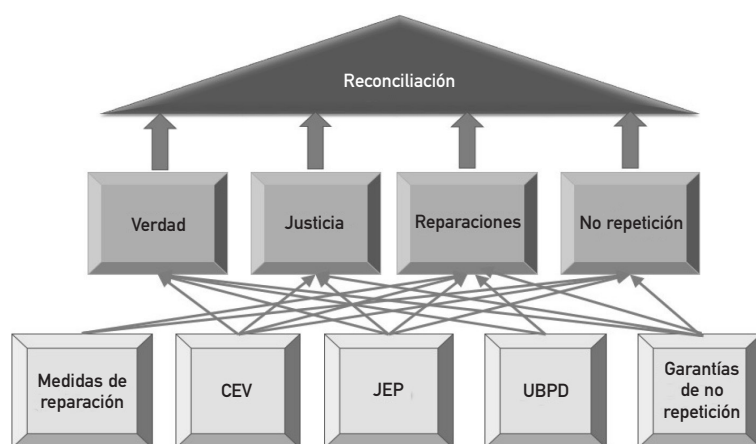 Reconciliación
Verdad
Justicia
Reparaciones
No repetición
Medidas de
reparación
CEV
JEP
UBPD
Garantías
de no
repetición